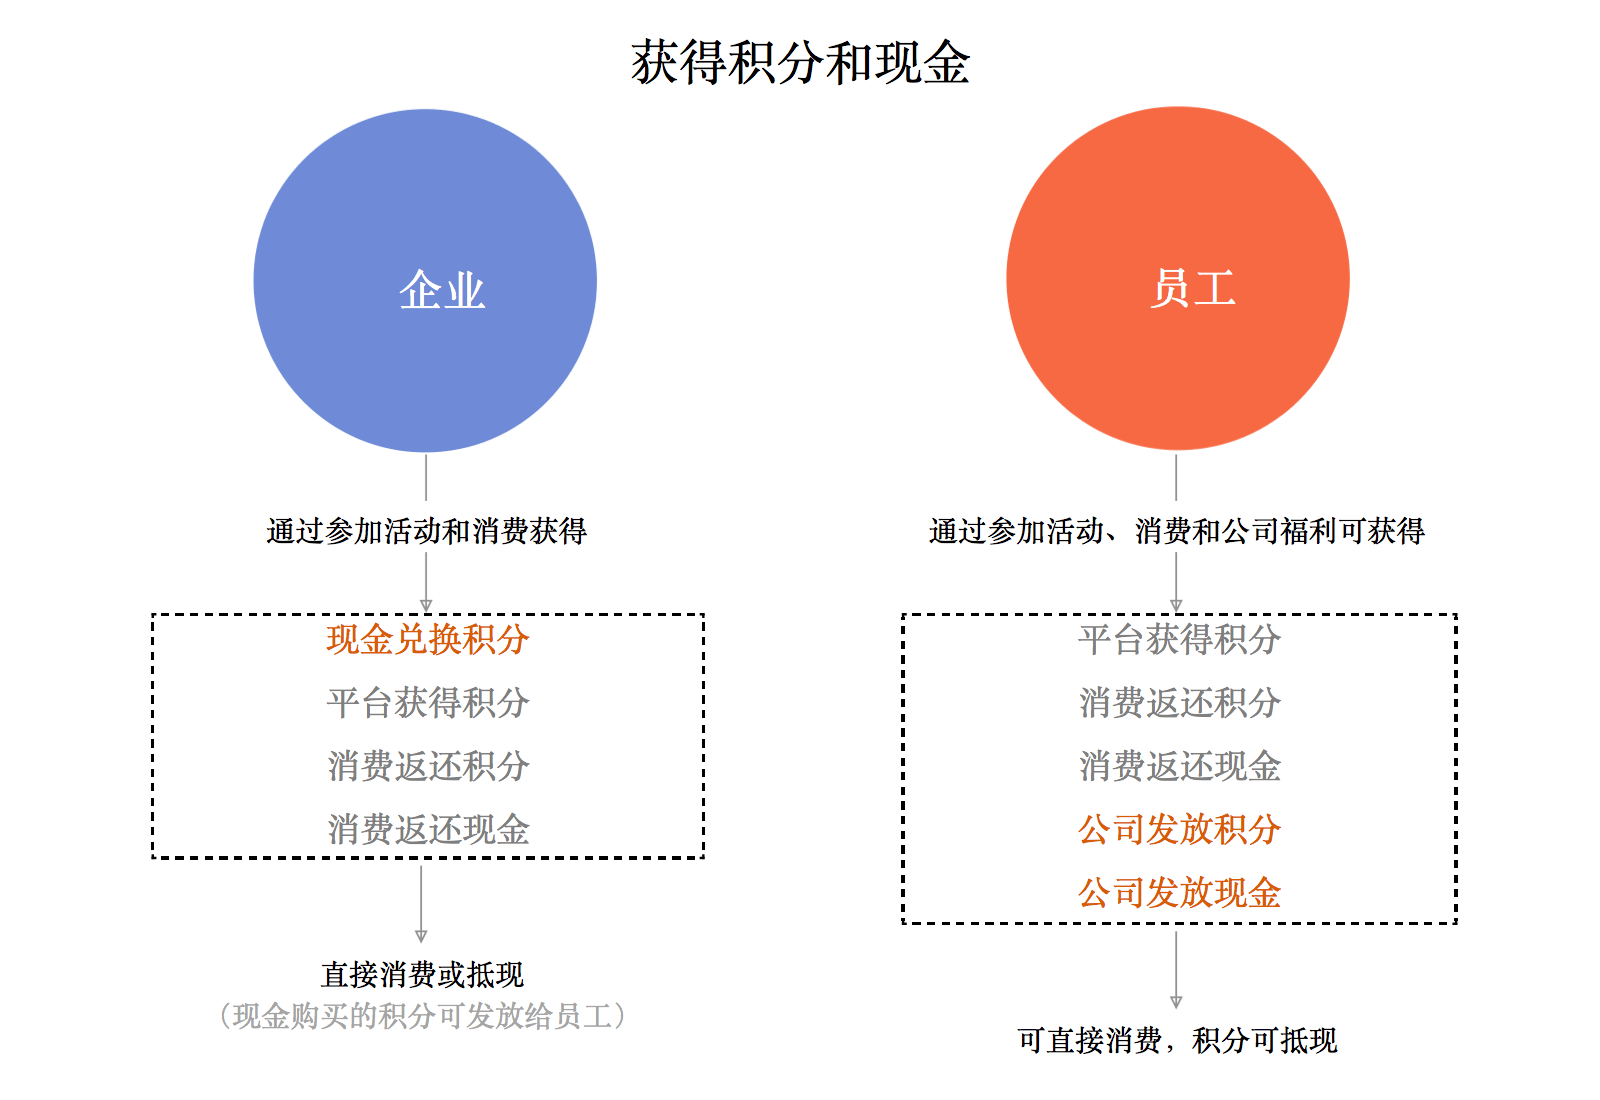 获得积分和现金
企业
通过参加活动和消费获得
现金兑换积分
平台获得积分
消费返还积分
消费返还现金
直接消费或抵现
（现金购买的积分可发放给员工）
员工
通过参加活动、消费和公司福利可获得
平台获得积分
消费返还积分
消费返还现金
公司发放积分
公司发放现金
可直接消费，积分可抵现